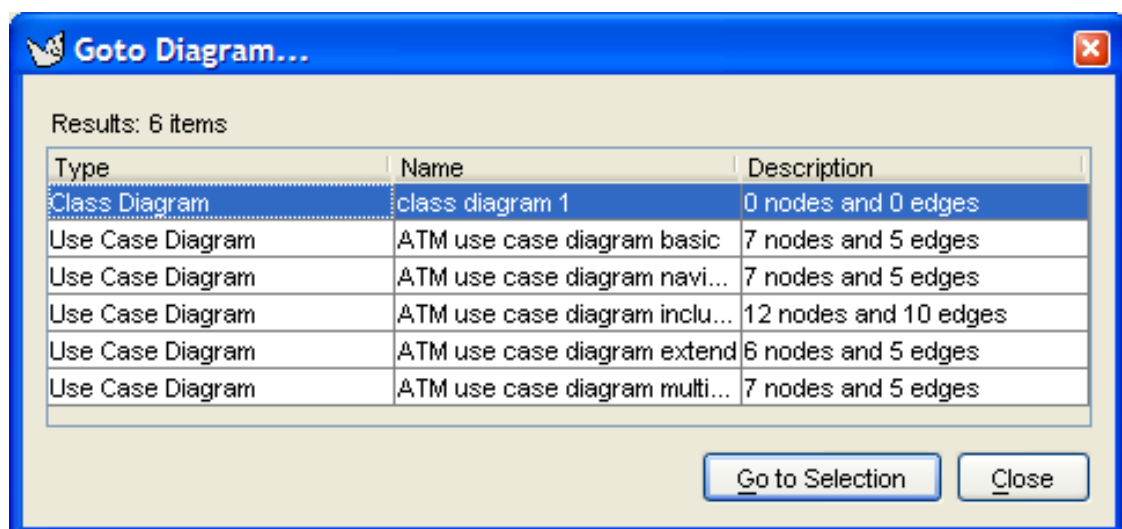 Goto Diagram...
Results: 6 items
Type Name Description
Class Diagram class diagram 1 0 nodes and 0 edges
Use Case Diagram ATM use case diagram basic 7 nodes and 5 edges
Use Case Diagram ATM use case diagram navi... 7 nodes and 5 edges
Use Case Diagram ATM use case diagram inclu... 12 nodes and 10 edges
Use Case Diagram ATM use case diagram extend 6 nodes and 5 edges
Use Case Diagram ATM use case diagram multi... 7 nodes and 5 edges
Go to Selection Close